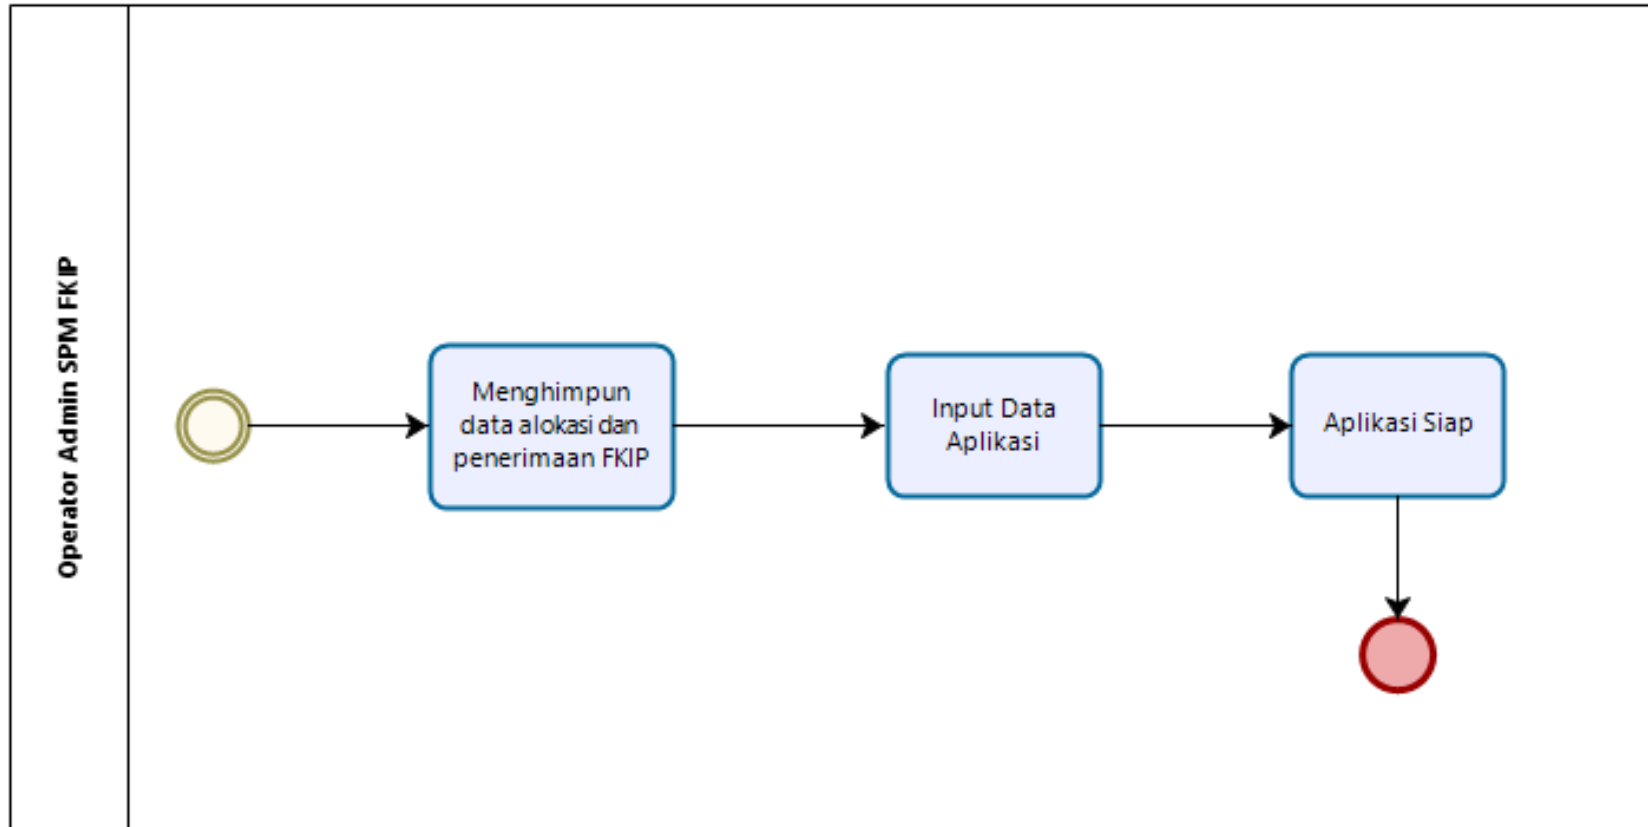 Operator Admin SPM FKIP
Menghimpun
data alokasi dan
penerimaan FKIP
Input Data
Aplikasi
Aplikasi Siap